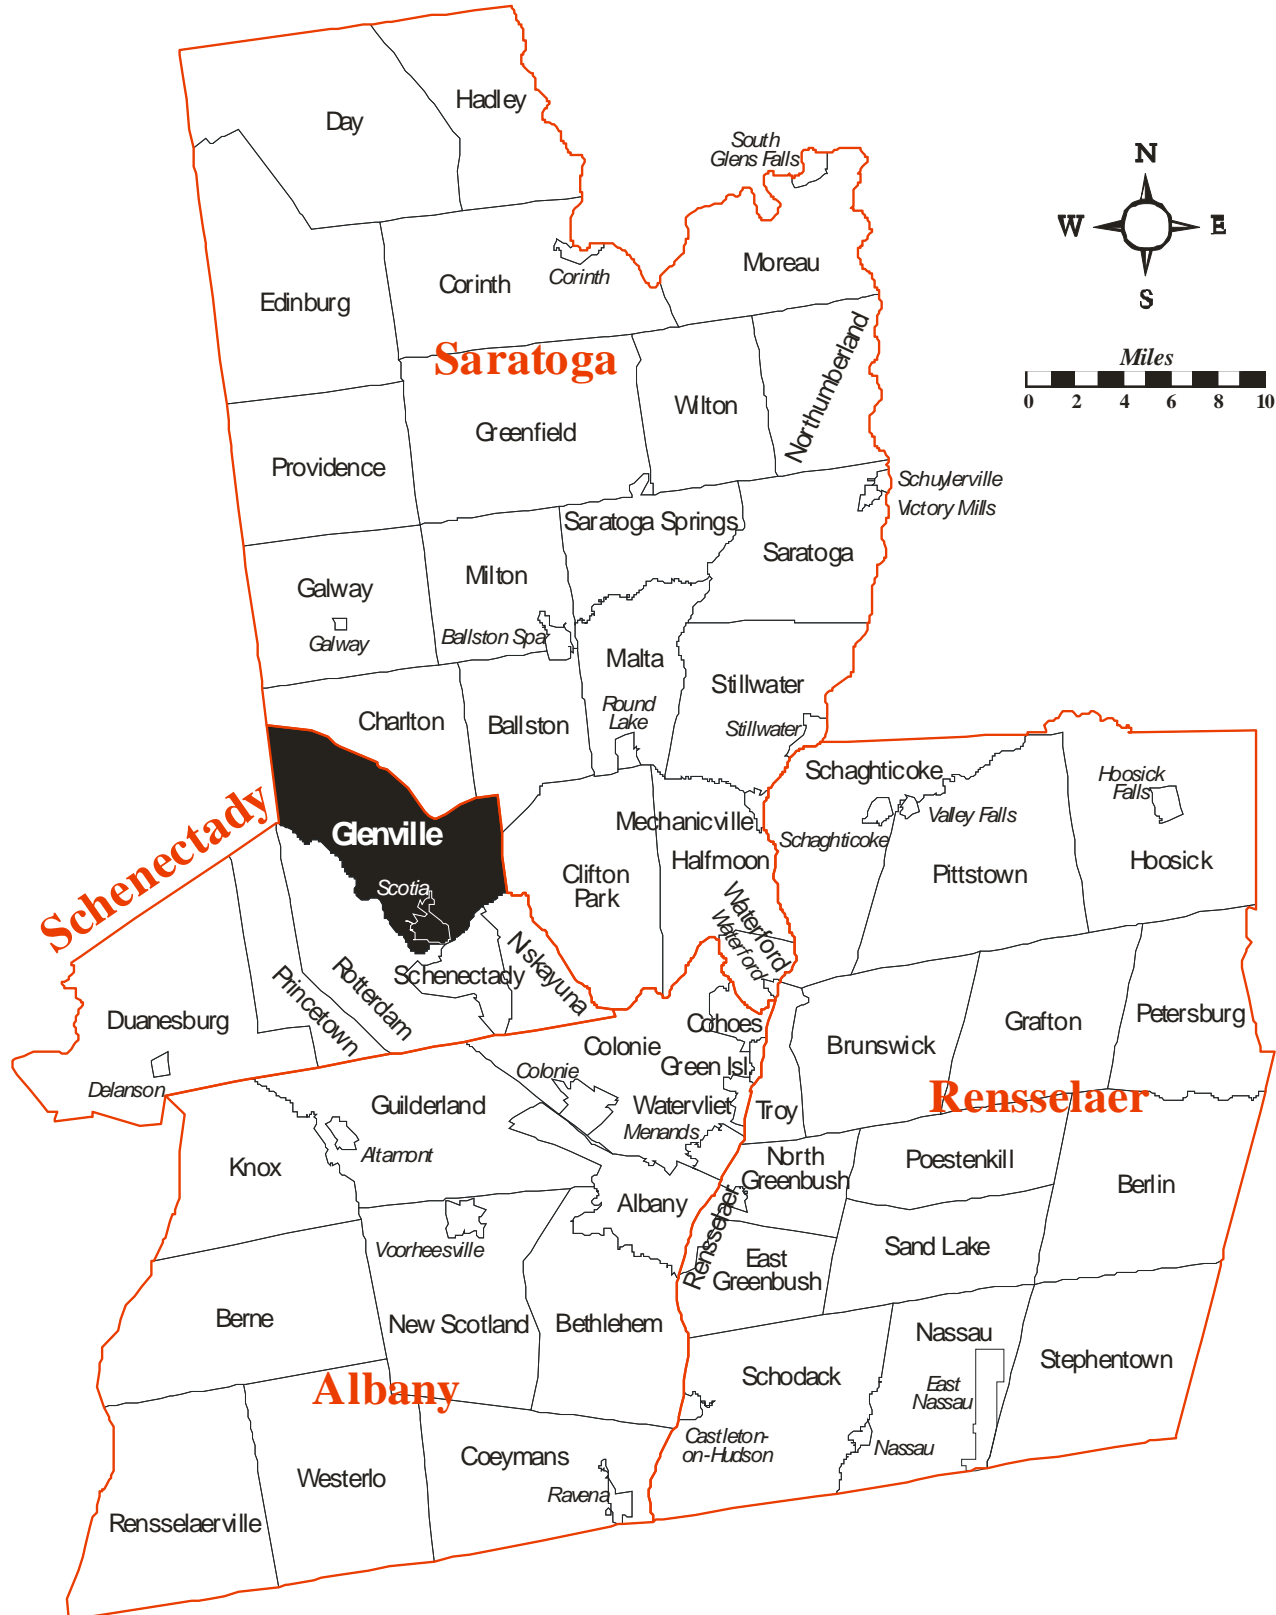 Hadley
Day
South
Glens Falls
N
W
E
S
Moreau
Corinth
Corinth
Edinburg
Northumberland
Saratoga
Miles
0 2 4 6 8 10
Wilton
Greenfield
Providence
Schuylerville
Victory Mills
Saratoga Springs
Saratoga
Milton
Galway
Galway
Ballston Spa
Malta
Stillwater
Round
Lake
Stillwater
Charlton
Ballston
Schaghticoke
Hoosick
Falls
Schenectady
Glenville
Mechanicville
Valley Falls
Schaghticoke
Halfmoon
Hoosick
Clifton
Park
Pittstown
Scotia
Waterford
Waterford
Niskayuna
Schenectady
Rotterdam
Princetown
Duanesburg
Cohoes
Petersburg
Grafton
Colonie
Brunswick
Green Isl.
Colonie
Delanson
Rensselaer
Guilderland
Watervliet
Troy
Menands
Altamont
North
Greenbush
Poestenkill
Knox
Berlin
Albany
Rensselaer
Voorheesville
Sand Lake
East
Greenbush
Berne
New Scotland
Bethlehem
Nassau
Stephentown
Schodack
Albany
East
Nassau
Castleton-
on-Hudson
Nassau
Coeymans
Westerlo
Ravena
Rensselaerville